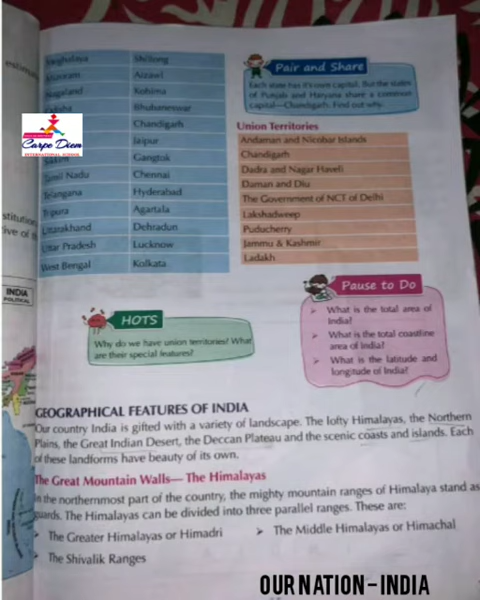 Meghalaya Shillong
Mizoram Aizawl
Nagaland Kohima
Odisha Bhubaneswar
Chandigarh
Jaipur
Sikkim Gangtok
Tamil Nadu Chennai
Telangana Hyderabad
Tripura Agartala
Uttarakhand Dehradun
Uttar Pradesh Lucknow
West Bengal Kolkata
Carpe Diem
INTERNATIONAL SCHOOL
Pair and Share
Each state has it's own capital. But the states
of Punjab and Haryana share a common
capital—Chandigarh. Find out why.
Union Territories
Andaman and Nicobar Islands
Chandigarh
Dadra and Nagar Haveli
Daman and Diu
The Government of NCT of Delhi
Lakshadweep
Puducherry
Jammu & Kashmir
Ladakh
INDIA
POLITICAL
HOTS
Why do we have union territories? What
are their special features?
Pause to Do
What is the total area of
India?
What is the total coastline
area of India?
What is the latitude and
longitude of India?
GEOGRAPHICAL FEATURES OF INDIA
Our country India is gifted with a variety of landscape. The lofty Himalayas, the Northern
Plains, the Great Indian Desert, the Deccan Plateau and the scenic coasts and islands. Each
of these landforms have beauty of its own.
The Great Mountain Walls— The Himalayas
In the northernmost part of the country, the mighty mountain ranges of Himalaya stand as
guards. The Himalayas can be divided into three parallel ranges. These are:
➢ The Greater Himalayas or Himadri ➢ The Middle Himalayas or Himachal
➢ The Shivalik Ranges
OUR NATION – INDIA